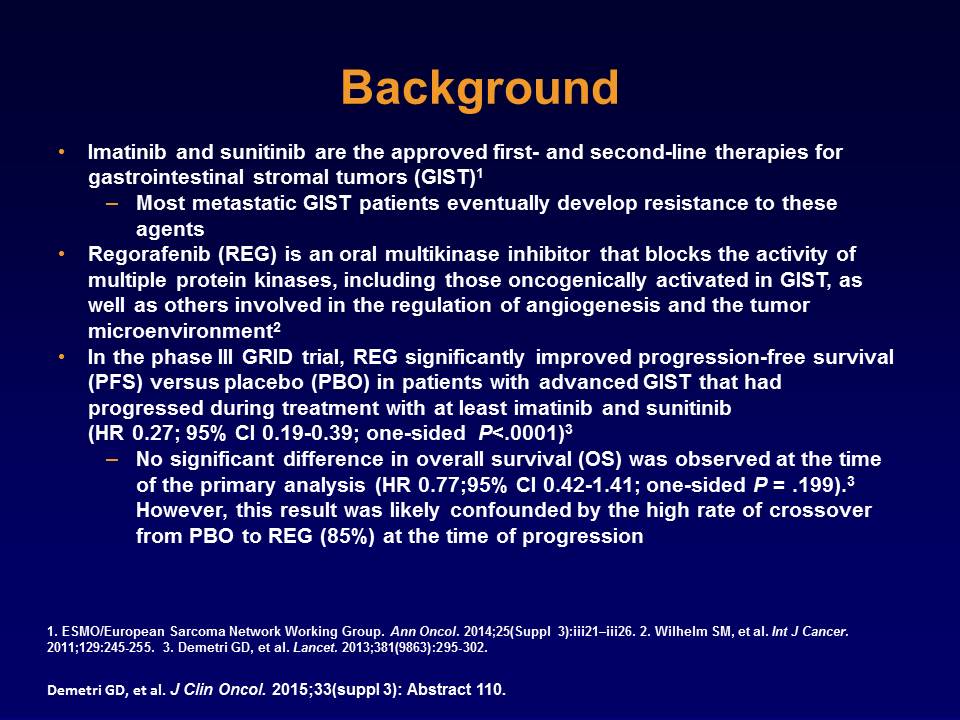 Background
• Imatinib and sunitinib are the approved first- and second-line therapies for
gastrointestinal stromal tumors (GIST)¹
– Most metastatic GIST patients eventually develop resistance to these
agents
• Regorafenib (REG) is an oral multikinase inhibitor that blocks the activity of
multiple protein kinases, including those oncogenically activated in GIST, as
well as others involved in the regulation of angiogenesis and the tumor
microenvironment²
• In the phase III GRID trial, REG significantly improved progression-free survival
(PFS) versus placebo (PBO) in patients with advanced GIST that had
progressed during treatment with at least imatinib and sunitinib
(HR 0.27; 95% CI 0.19-0.39; one-sided P<.0001)³
– No significant difference in overall survival (OS) was observed at the time
of the primary analysis (HR 0.77;95% CI 0.42-1.41; one-sided P = .199).³
However, this result was likely confounded by the high rate of crossover
from PBO to REG (85%) at the time of progression
1. ESMO/European Sarcoma Network Working Group. Ann Oncol. 2014;25(Suppl 3):iii21–iii26. 2. Wilhelm SM, et al. Int J Cancer.
2011;129:245-255. 3. Demetri GD, et al. Lancet. 2013;381(9863):295-302.
Demetri GD, et al. J Clin Oncol. 2015;33(suppl 3): Abstract 110.